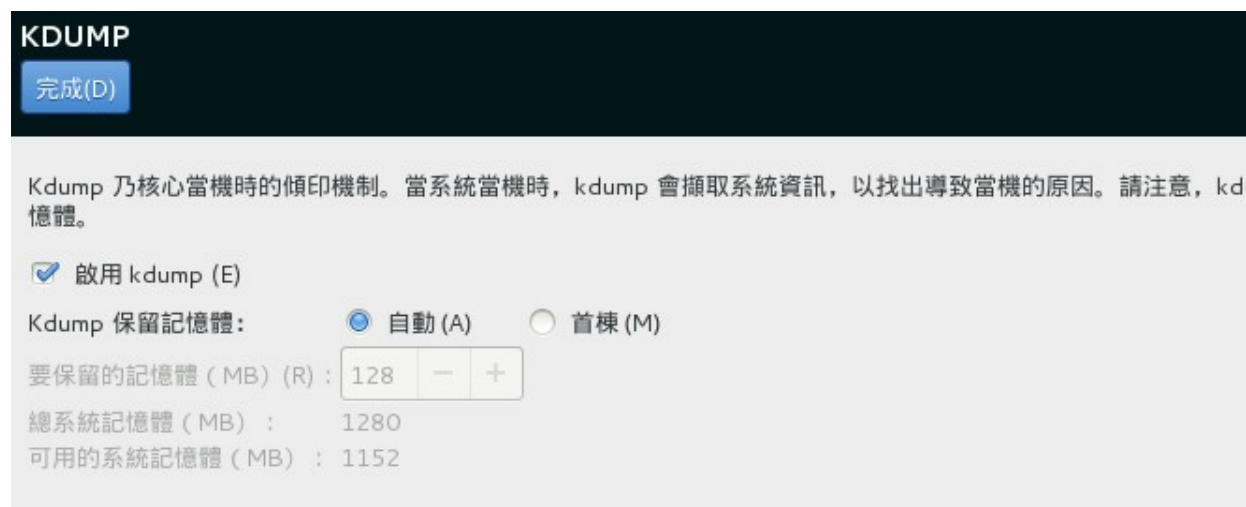 KDUMP
完成(D)
Kdump 乃核心當機時的傾印機制。當系統當機時，kdump 會擷取系統資訊，以找出導致當機的原因。請注意，kd
憶體。
啟用 kdump (E)
Kdump 保留記憶體： 自動 (A) 首棟 (M)
要保留的記憶體 ( MB) (R) : 128 − +
總系統記憶體 ( MB) : 1280
可用的系統記憶體 ( MB) : 1152